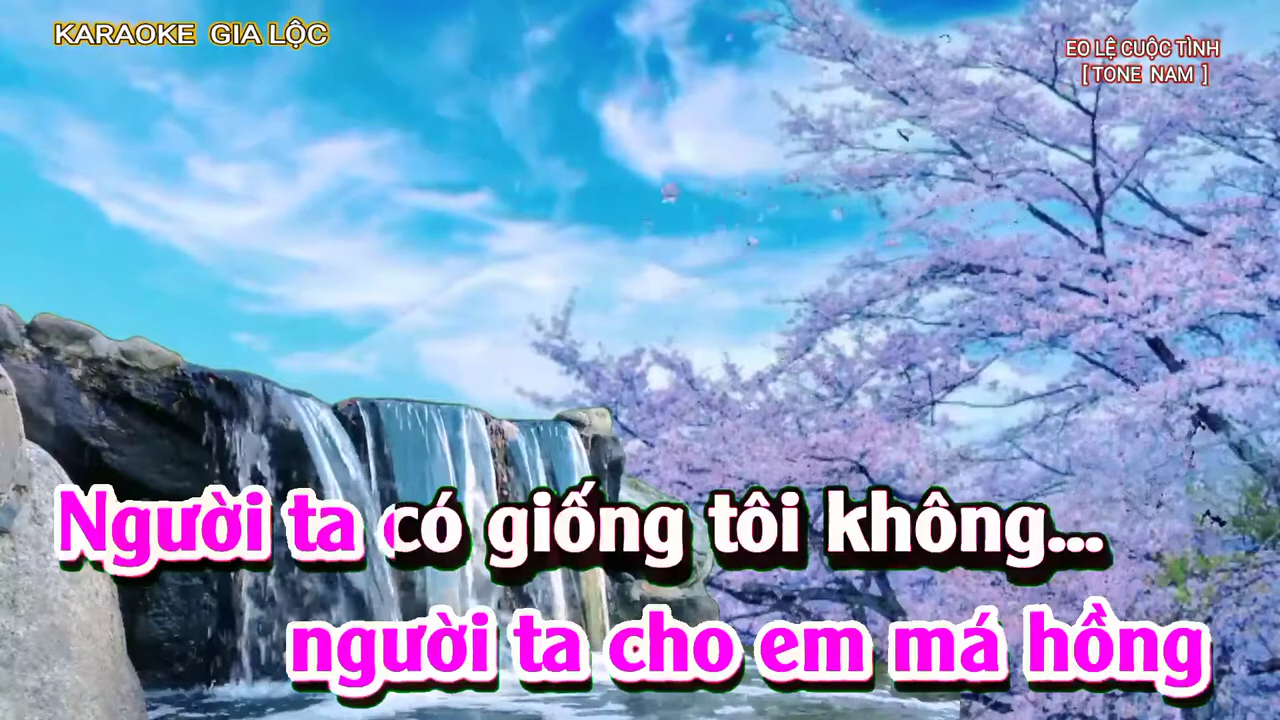 KARAOKE GIA LỘC
EO LỆ CUỘC TÌNH
[ TONE NAM ]
Người ta có giống tôi không...
người ta cho em má hồng